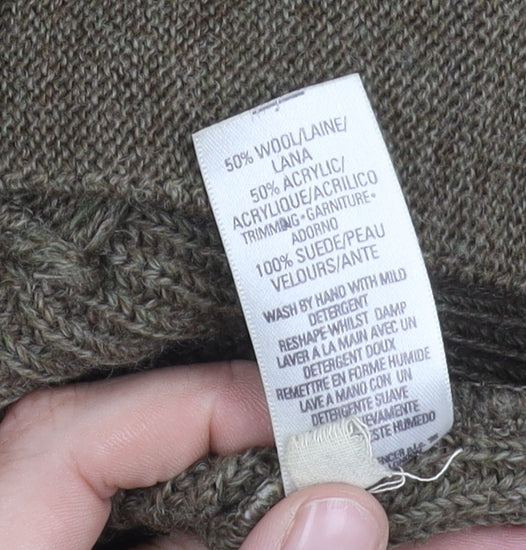 50% WOOL/LAINE/
LANA
50% ACRYLIC/
ACRYLIQUE/ACRILICO
TRIMMING•GARNITURE•
ADORNO
100% SUEDE/PEAU
VELOURS/ANTE
WASH BY HAND WITH MILD
DETERGENT
RESHAPE WHILST DAMP
LAVER A LA MAIN AVEC UN
DETERGENT DOUX
REMETTRE EN FORME HUMIDE
LAVE A MANO CON UN
DETERGENTE SUAVE
HUMEDO